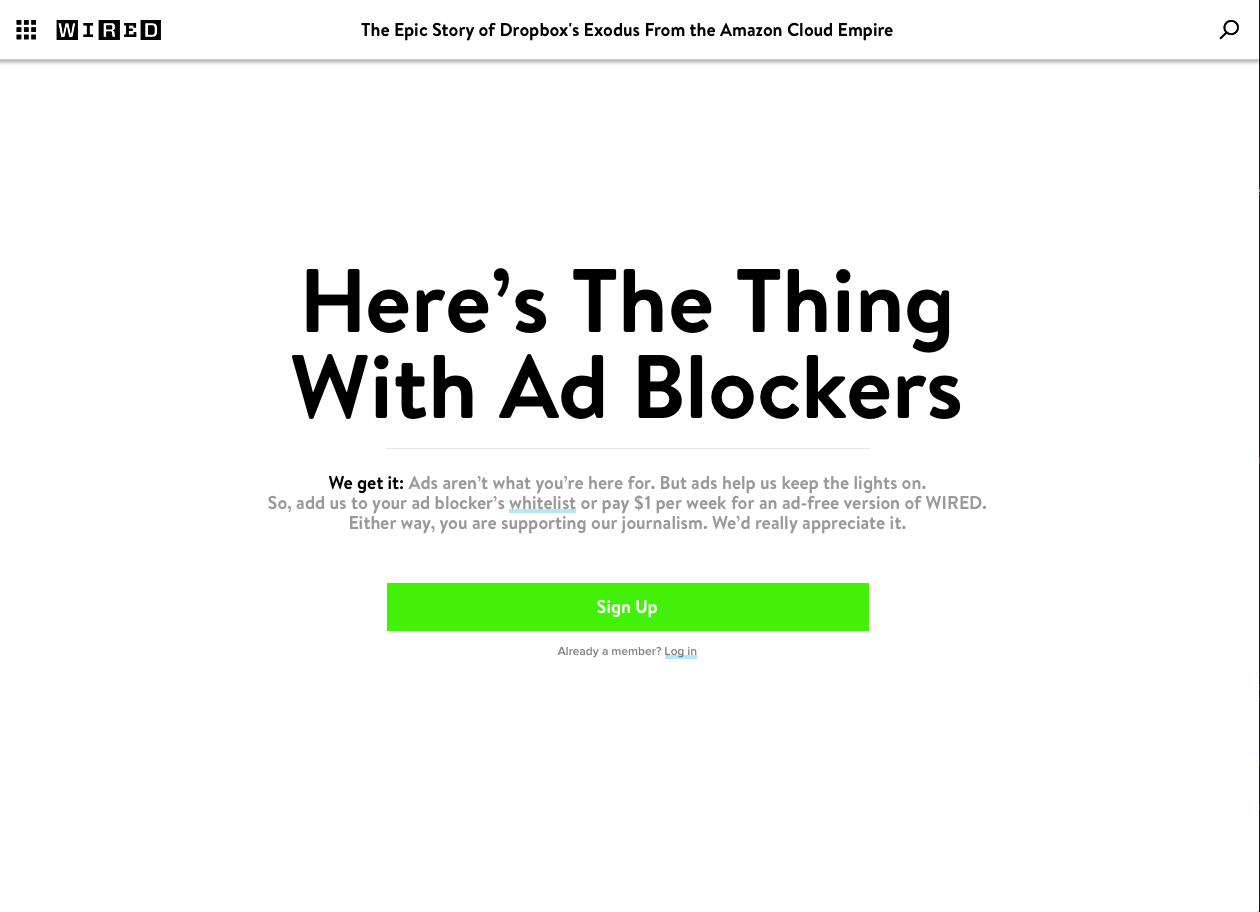 WIRED
The Epic Story of Dropbox's Exodus From the Amazon Cloud Empire
Here’s The Thing
With Ad Blockers
We get it: Ads aren’t what you’re here for. But ads help us keep the lights on.
So, add us to your ad blocker’s whitelist or pay $1 per week for an ad-free version of WIRED.
Either way, you are supporting our journalism. We’d really appreciate it.
Sign Up
Already a member? Log in